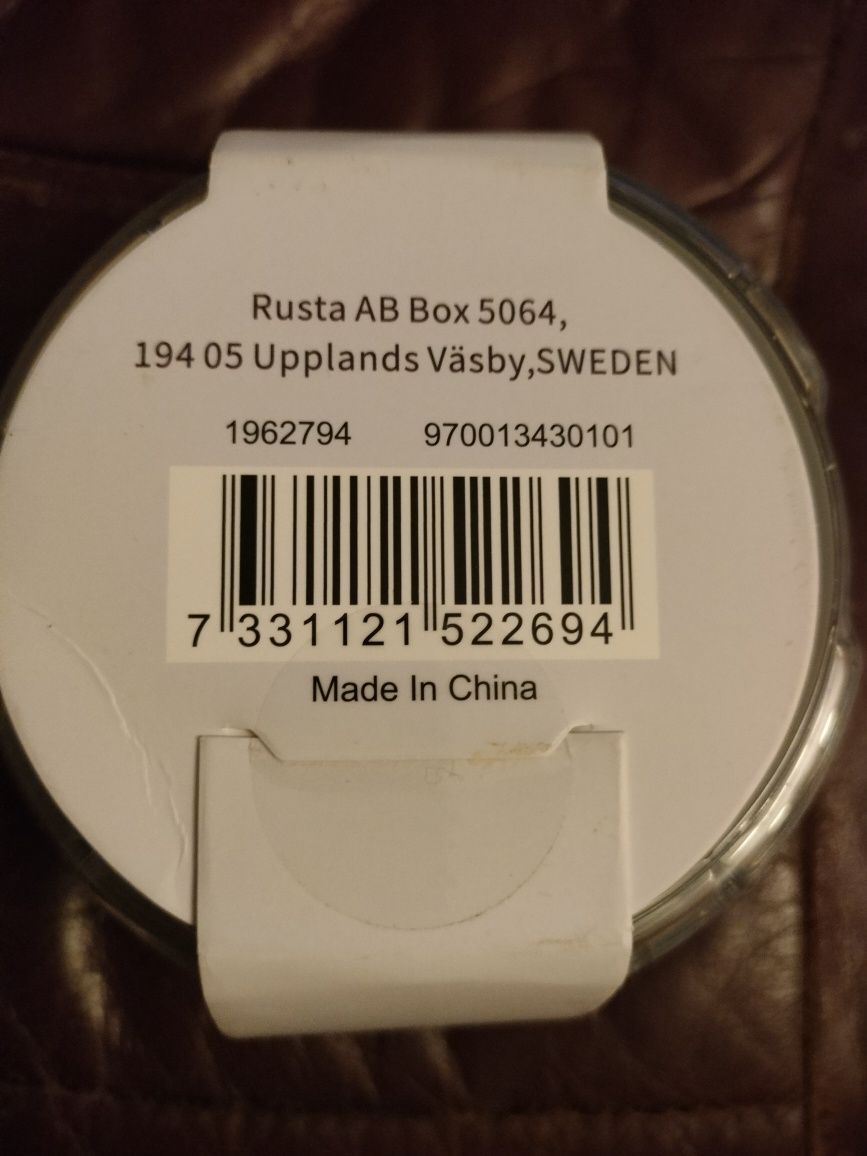 Rusta AB Box 5064,
194 05 Upplands Väsby,SWEDEN
1962794 970013430101
7 331121 522694
Made In China